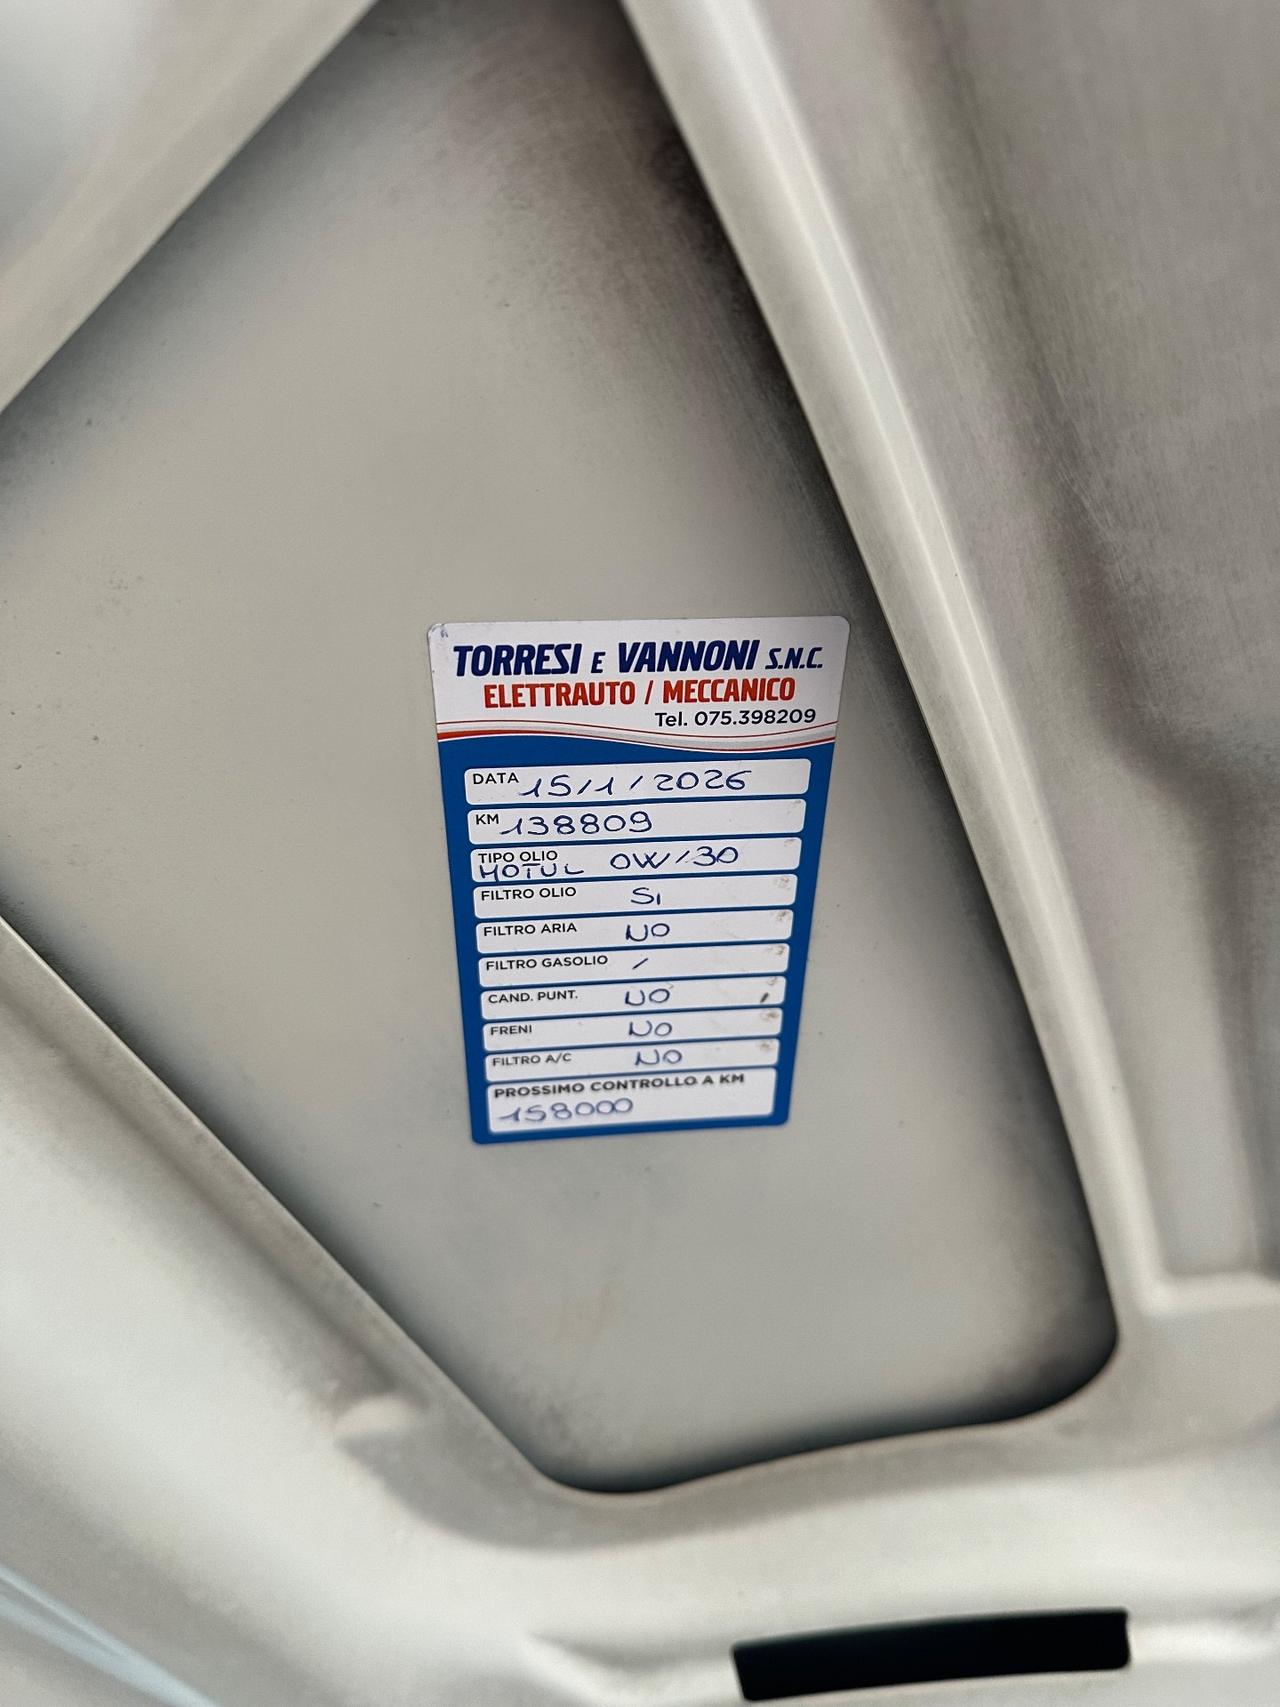 TORRESI E VANNONI S.N.C.
ELETTRAUTO / MECCANICO
Tel. 075.398209
DATA 15/1/2026
KM 138809
TIPO OLIO
MOTUL 0W/30
FILTRO OLIO SI
FILTRO ARIA NO
FILTRO GASOLIO /
CAND. PUNT. NO
FRENI NO
FILTRO A/C NO
PROSSIMO CONTROLLO A KM
158000